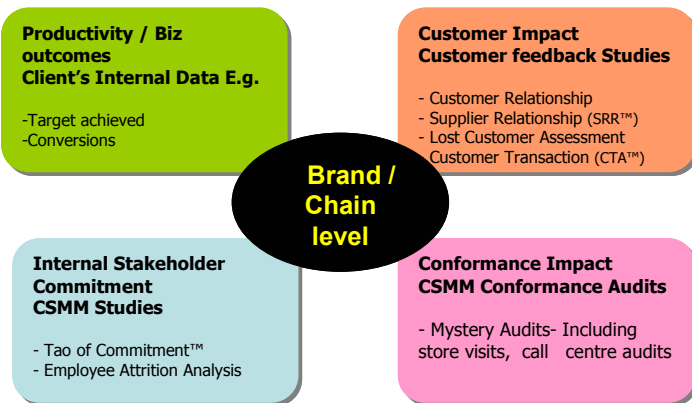 Productivity / Biz
outcomes
Client's Internal Data E.g.
-Target achieved
-Conversions
Customer Impact
Customer feedback Studies
- Customer Relationship
- Supplier Relationship (SRR™)
- Lost Customer Assessment
Customer Transaction (CTA™)
Brand /
Chain
level
Internal Stakeholder
Commitment
CSMM Studies
- Tao of Commitment™
- Employee Attrition Analysis
Conformance Impact
CSMM Conformance Audits
- Mystery Audits- Including
store visits, call centre audits